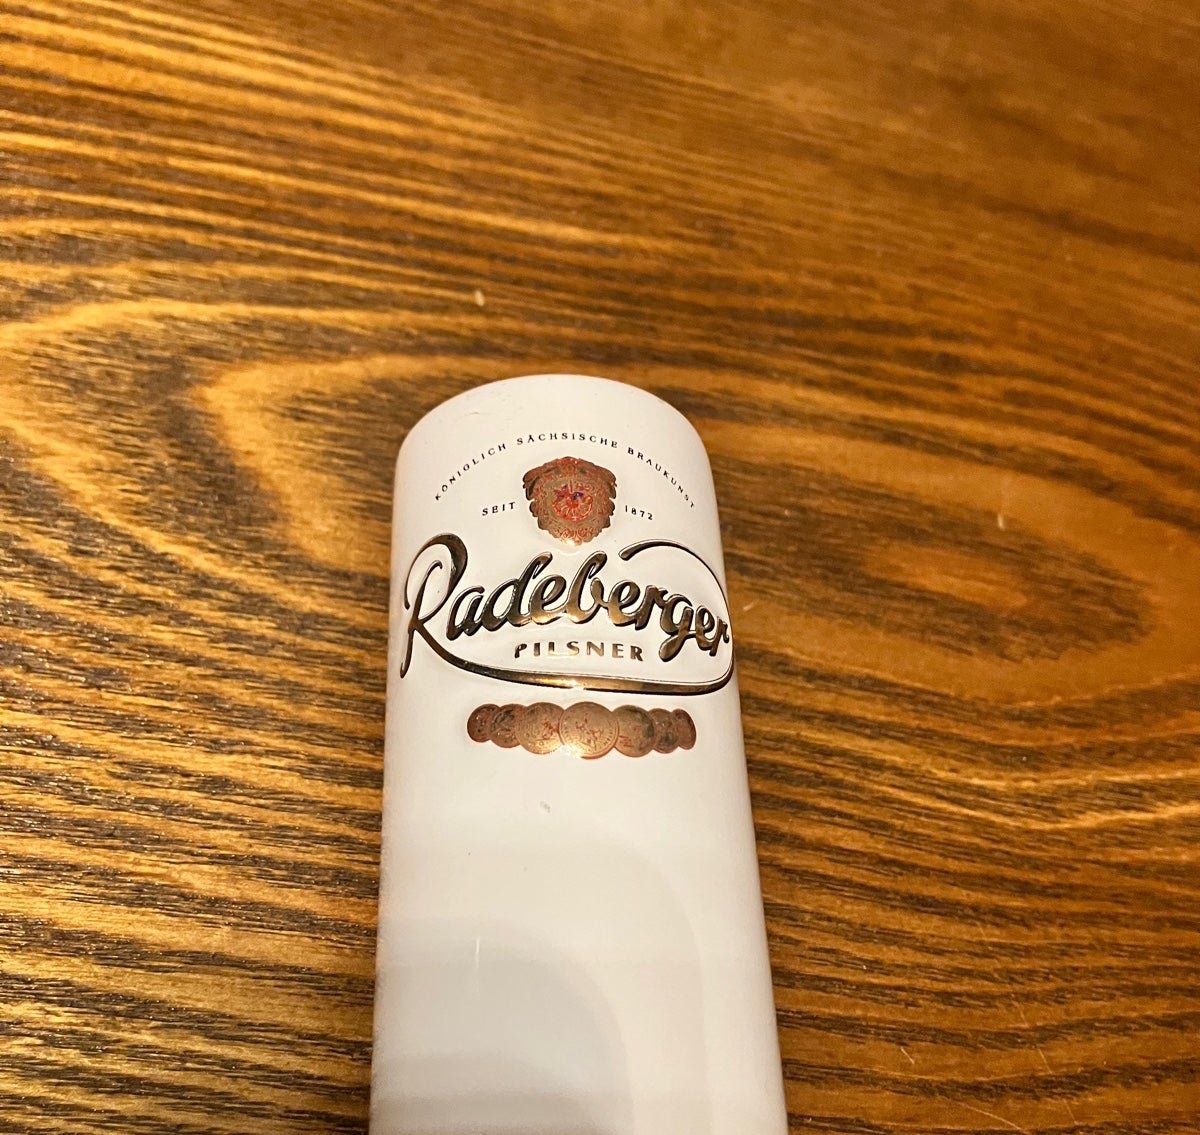 KÖNIGLICH SÄCHSISCHE BRAUKUNST
SEIT 1872
Radeberger
PILSNER